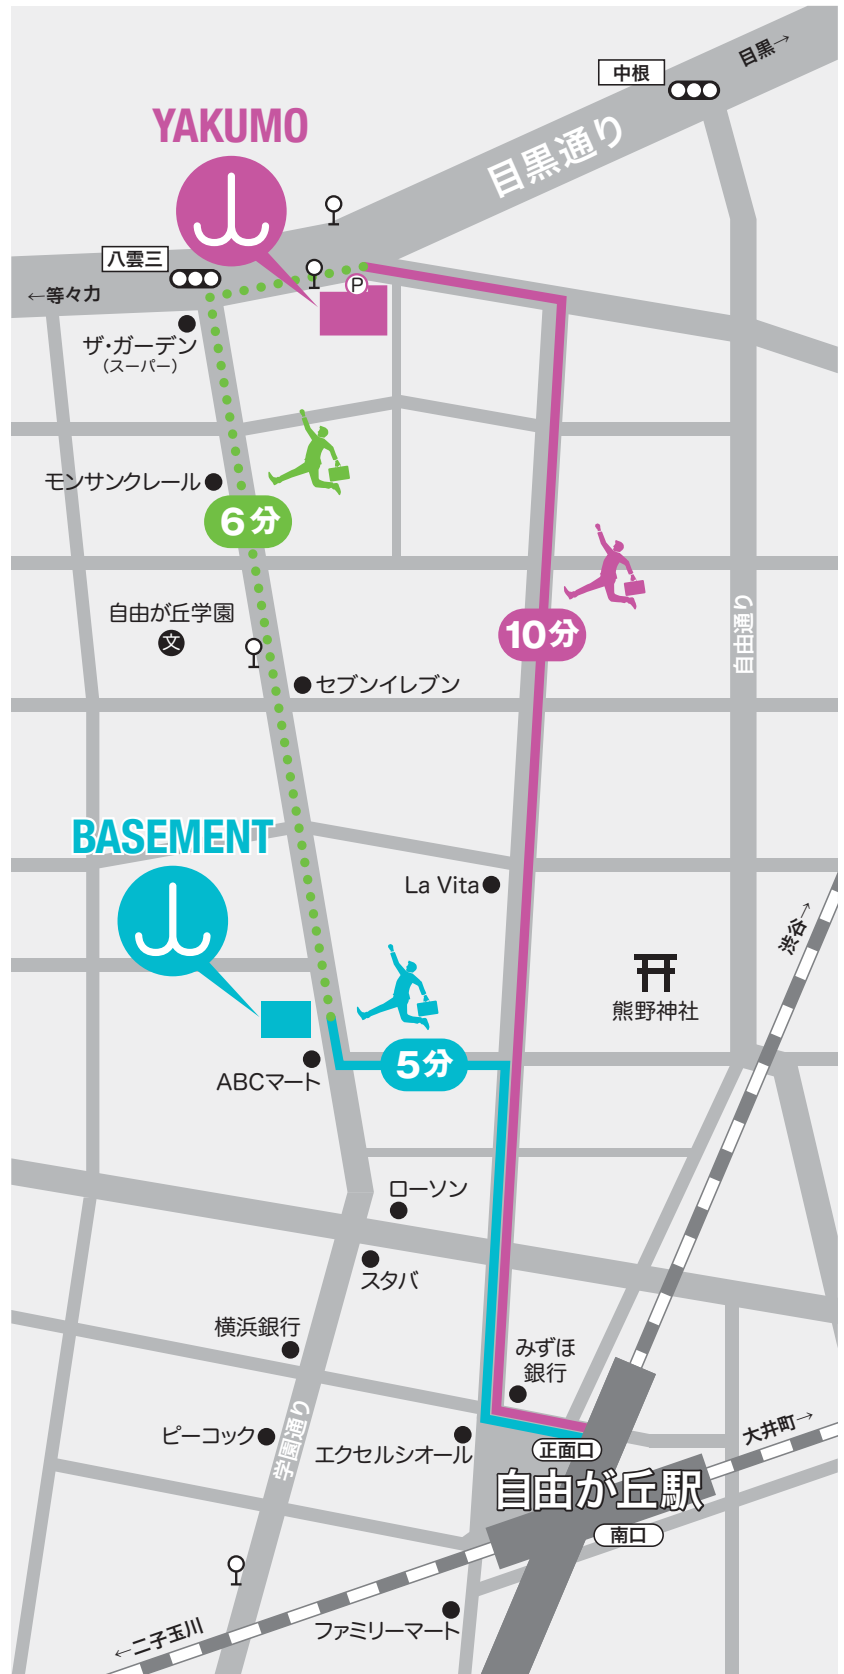 目黒→
中根
YAKUMO
目黒通り
八雲三
←等々力
P
ザ・ガーデン
(スーパー)
モンサンクレール
6分
10分
自由が丘学園
文
自由通り
セブンイレブン
BASEMENT
La Vita
渋谷→
熊野神社
5分
ABCマート
ローソン
スタバ
横浜銀行
みずほ
銀行
学園通り
ピーコック
エクセルシオール
大井町→
正面口
自由が丘駅
南口
←二子玉川
ファミリーマート